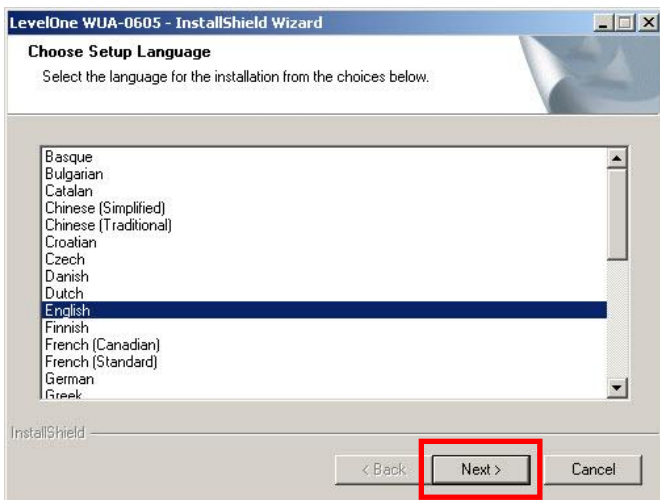 LevelOne WUA-0605 - InstallShield Wizard
Choose Setup Language
Select the language for the installation from the choices below.
Basque
Bulgarian
Catalan
Chinese (Simplified)
Chinese (Traditional)
Croatian
Czech
Danish
Dutch
English
Finnish
French (Canadian)
French (Standard)
German
Greek
InstallShield
< Back Next > Cancel